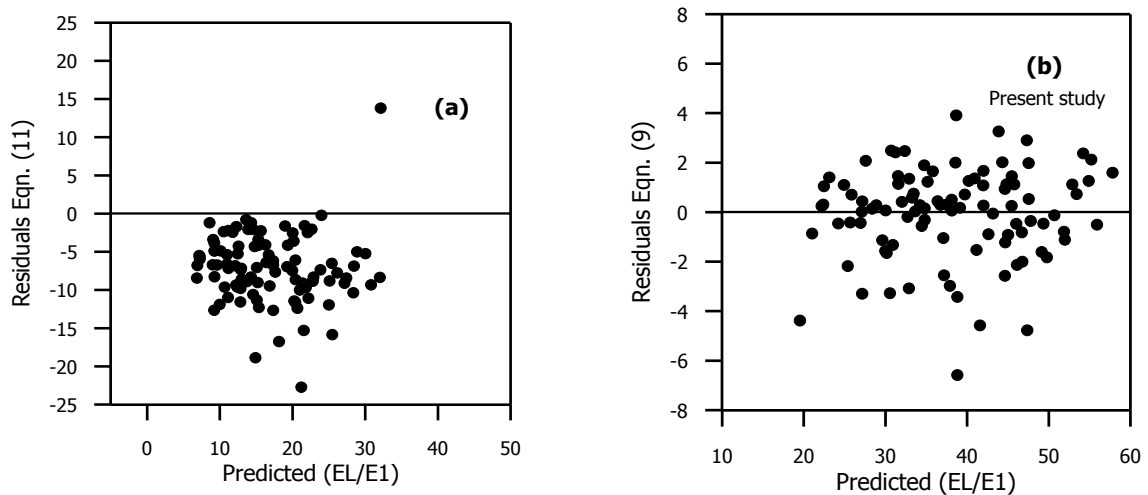 25
20
15
10
5
0
-5
-10
-15
-20
-25
0 10 20 30 40 50
Residuals Eqn. (11)
Predicted (EL/E1)
(a)
8
6
4
2
0
-2
-4
-6
-8
10 20 30 40 50 60
Residuals Eqn. (9)
Predicted (EL/E1)
(b)
Present study